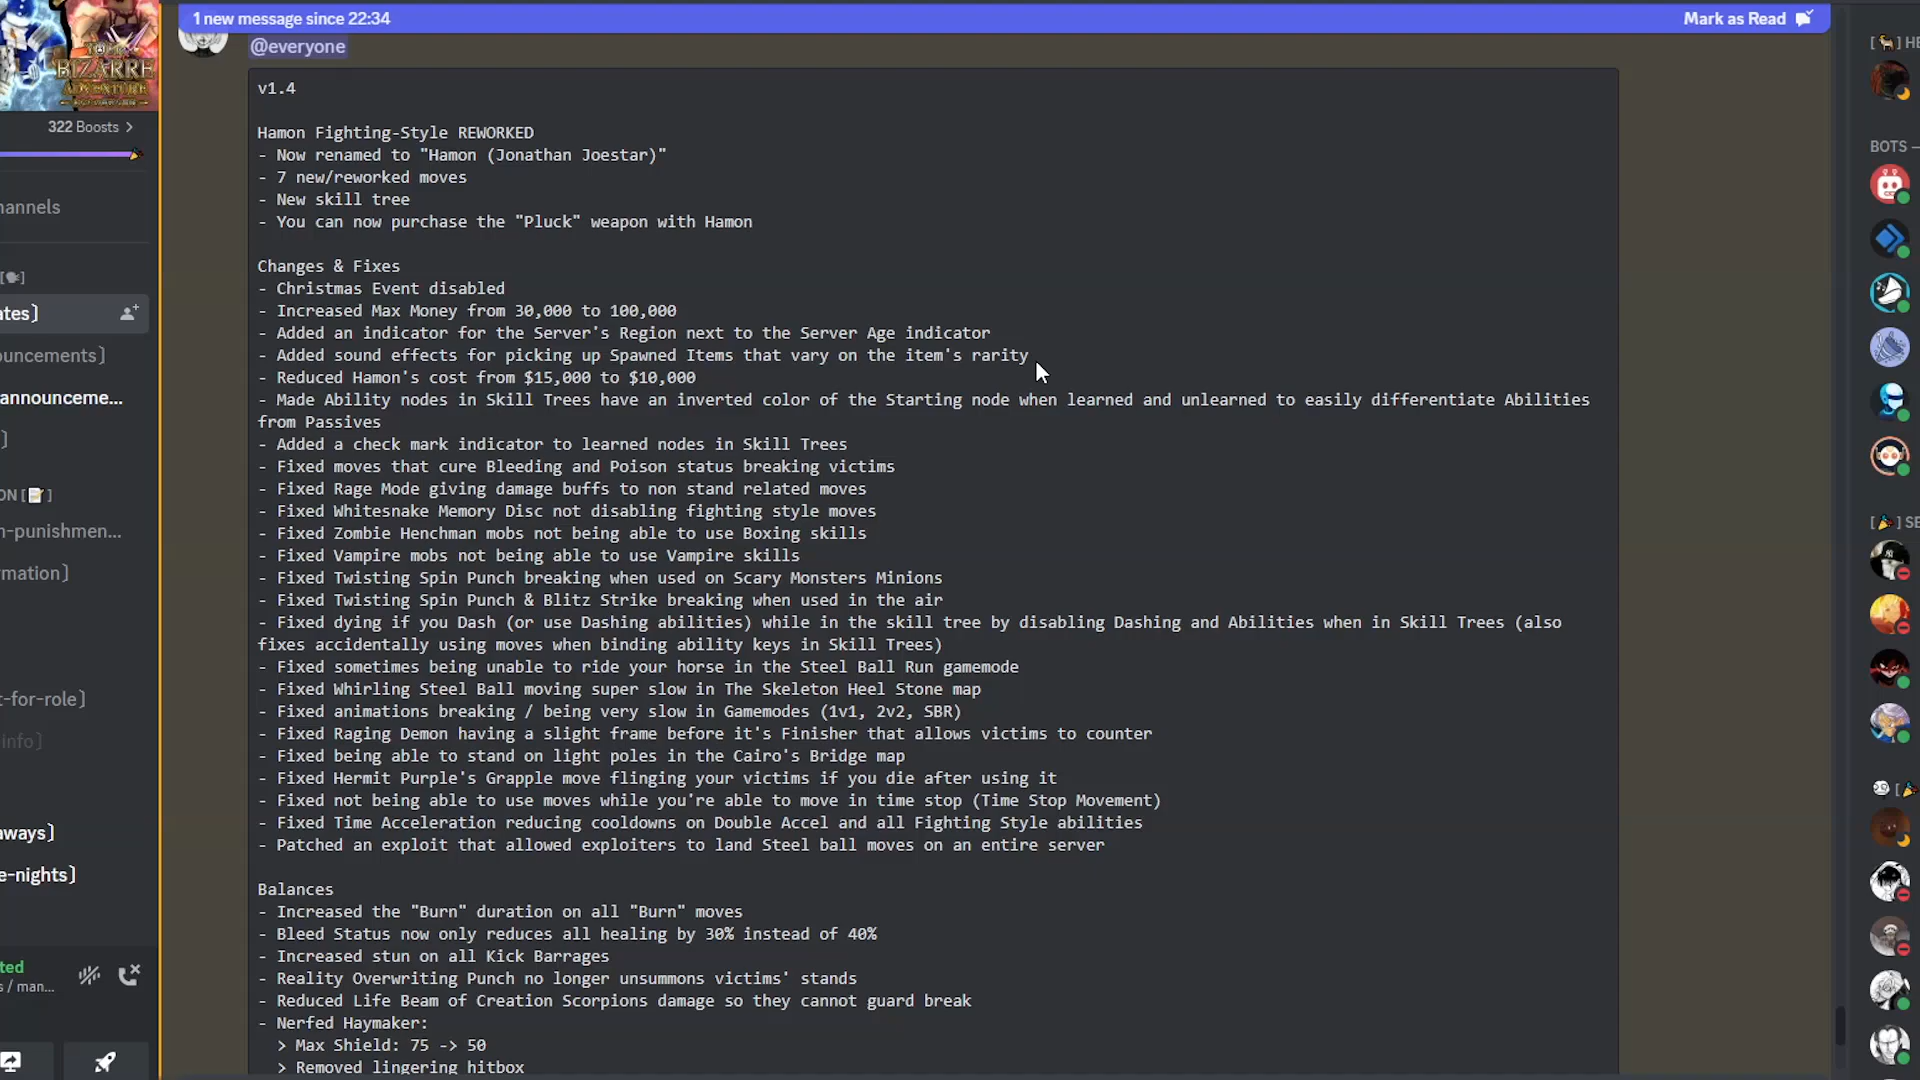 1 new message since 22:34
Mark as Read
BIZARRE
ADVENTURE
322 Boosts >
hannels
ates]
ouncements]
announceme...
]
ON [
]
n-punishmen...
rmation]
t-for-role]
info]
aways]
e-nights]
ted
s / man...
@everyone
v1.4
Hamon Fighting-Style REWORKED
- Now renamed to "Hamon (Jonathan Joestar)"
- 7 new/reworked moves
- New skill tree
- You can now purchase the "Pluck" weapon with Hamon
Changes & Fixes
- Christmas Event disabled
- Increased Max Money from 30,000 to 100,000
- Added an indicator for the Server's Region next to the Server Age indicator
- Added sound effects for picking up Spawned Items that vary on the item's rarity
- Reduced Hamon's cost from $15,000 to $10,000
- Made Ability nodes in Skill Trees have an inverted color of the Starting node when learned and unlearned to easily differentiate Abilities
from Passives
- Added a check mark indicator to learned nodes in Skill Trees
- Fixed moves that cure Bleeding and Poison status breaking victims
- Fixed Rage Mode giving damage buffs to non stand related moves
- Fixed Whitesnake Memory Disc not disabling fighting style moves
- Fixed Zombie Henchman mobs not being able to use Boxing skills
- Fixed Vampire mobs not being able to use Vampire skills
- Fixed Twisting Spin Punch breaking when used on Scary Monsters Minions
- Fixed Twisting Spin Punch & Blitz Strike breaking when used in the air
- Fixed dying if you Dash (or use Dashing abilities) while in the skill tree by disabling Dashing and Abilities when in Skill Trees (also
fixes accidentally using moves when binding ability keys in Skill Trees)
- Fixed sometimes being unable to ride your horse in the Steel Ball Run gamemode
- Fixed Whirling Steel Ball moving super slow in The Skeleton Heel Stone map
- Fixed animations breaking / being very slow in Gamemodes (1v1, 2v2, SBR)
- Fixed Raging Demon having a slight frame before it's Finisher that allows victims to counter
- Fixed being able to stand on light poles in the Cairo's Bridge map
- Fixed Hermit Purple's Grapple move flinging your victims if you die after using it
- Fixed not being able to use moves while you're able to move in time stop (Time Stop Movement)
- Fixed Time Acceleration reducing cooldowns on Double Accel and all Fighting Style abilities
- Patched an exploit that allowed exploiters to land Steel ball moves on an entire server
Balances
- Increased the "Burn" duration on all "Burn" moves
- Bleed Status now only reduces all healing by 30% instead of 40%
- Increased stun on all Kick Barrages
- Reality Overwriting Punch no longer unsummons victims' stands
- Reduced Life Beam of Creation Scorpions damage so they cannot guard break
- Nerfed Haymaker:
> Max Shield: 75 -> 50
> Removed lingering hitbox
[ ] HE
BOTS —
[ ] SE
[